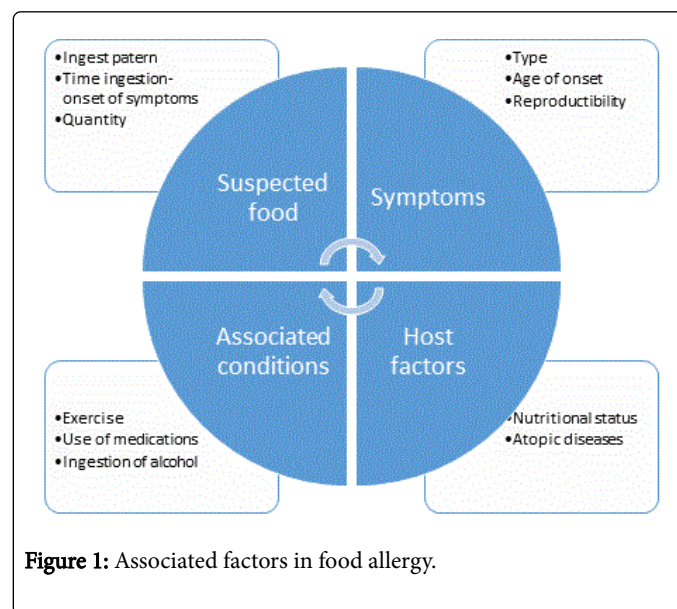 •Ingest patern
•Time ingestion-
onset of symptoms
•Quantity
•Type
•Age of onset
•Reproductibility
Suspected
food
Symptoms
Associated
conditions
Host
factors
•Exercise
•Use of medications
•Ingestion of alcohol
•Nutritional status
•Atopic diseases
Figure 1: Associated factors in food allergy.